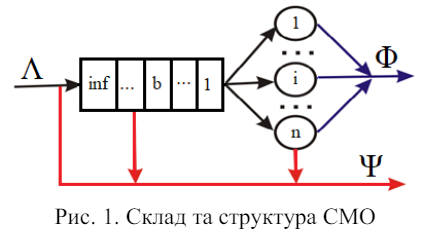 1
Λ
Φ
inf ... b ... 1
i
n
Ψ
Рис. 1. Склад та структура СМО